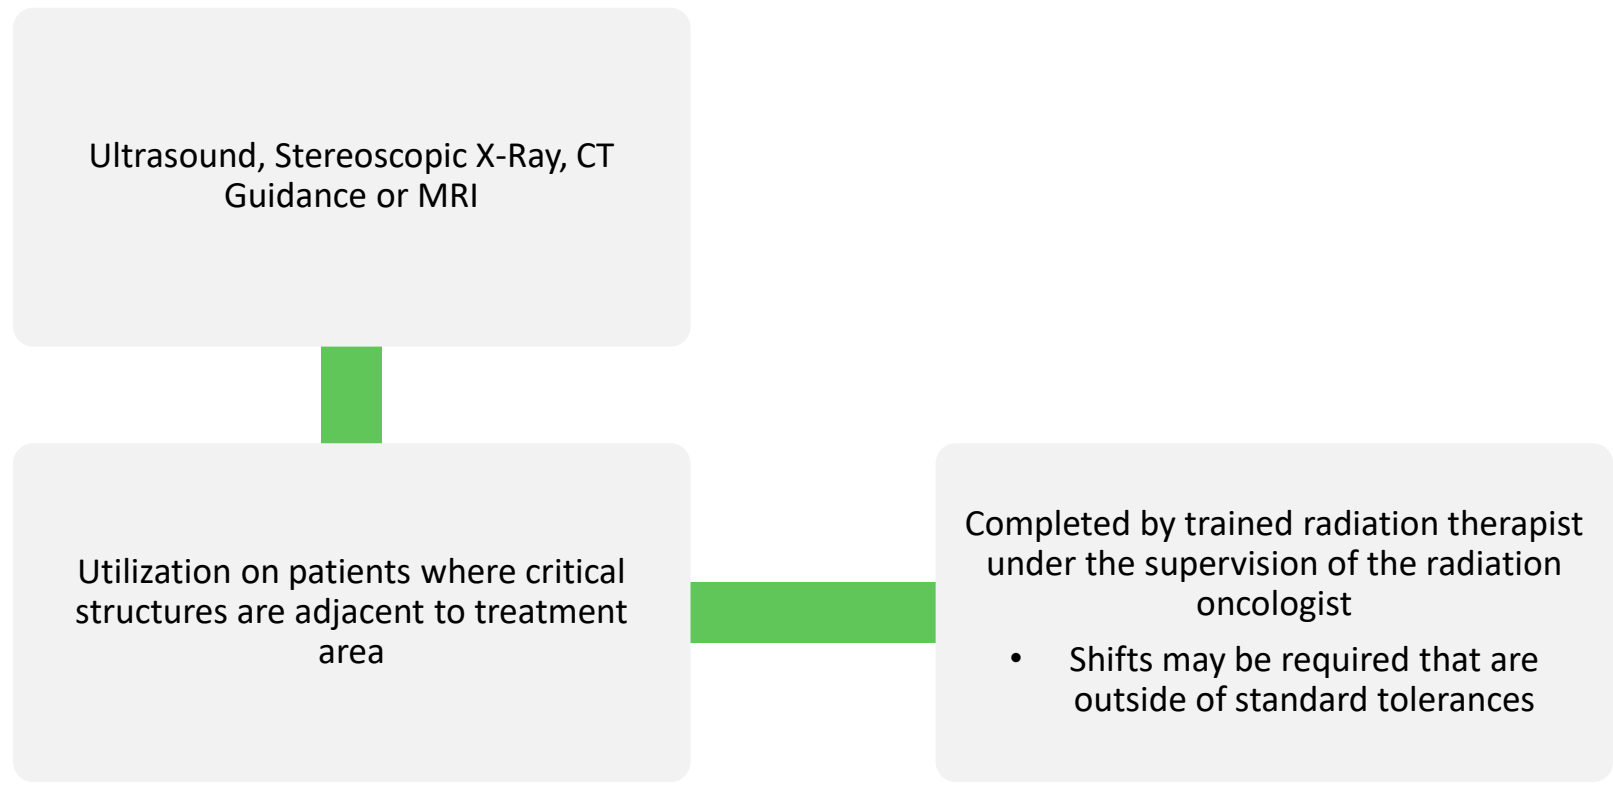 Ultrasound, Stereoscopic X-Ray, CT
Guidance or MRI
Utilization on patients where critical
structures are adjacent to treatment
area
Completed by trained radiation therapist
under the supervision of the radiation
oncologist
• Shifts may be required that are
outside of standard tolerances